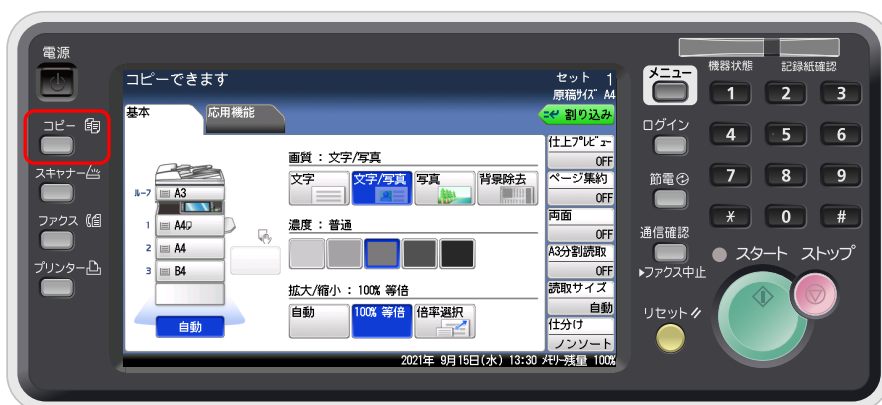 電源
コピー
スキャナー
ファクス
プリンター
コピーできます
セット 1
原稿サイズ A4
基本
応用機能
割り込み
画質：文字/写真
文字
文字/写真
写真
背景除去
濃度：普通
拡大/縮小：100% 等倍
自動
100% 等倍
倍率選択
ルーフ A3
1 A4
2 A4
3 B4
自動
仕上プレビュー
OFF
ページ集約
OFF
両面
OFF
A3分割読取
OFF
読取サイズ
自動
仕分け
ノンソート
2021年 9月15日(水) 13:30 メモリー残量 100%
メニュー
ログイン
節電
通信確認
▶ファクス中止
リセット
機器状態
記録紙確認
1 2 3
4 5 6
7 8 9
* 0 #
スタート
ストップ